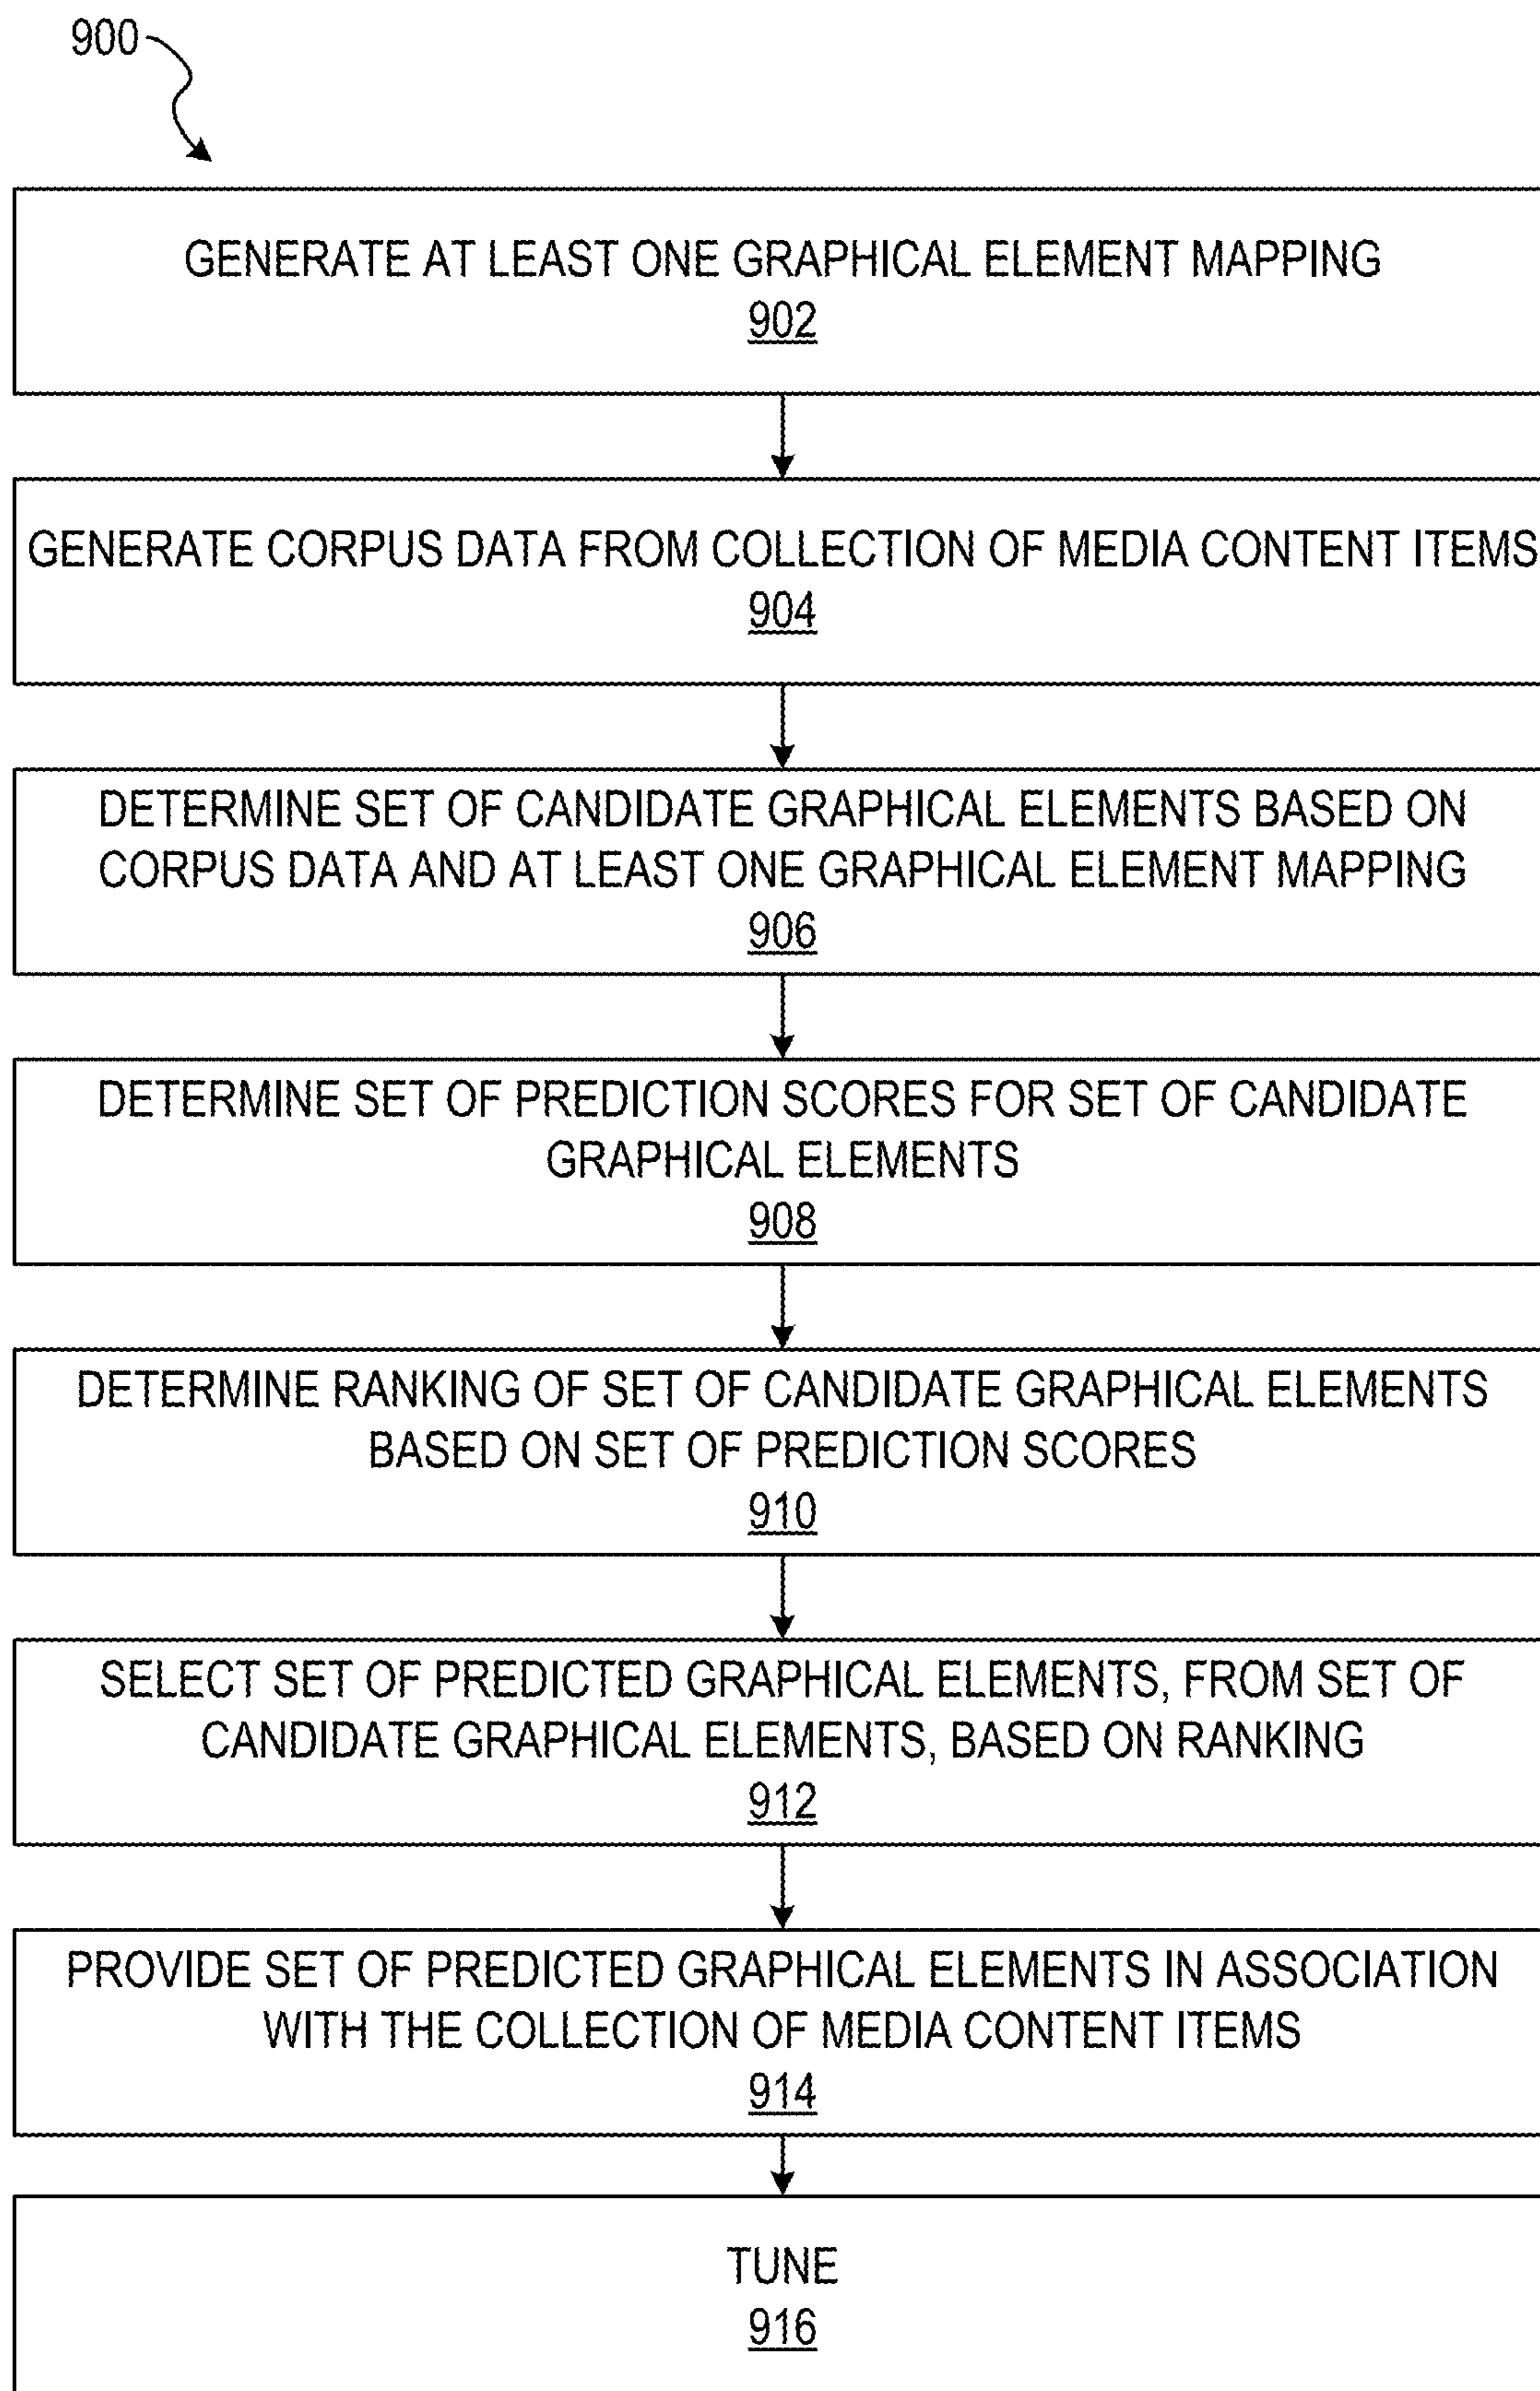 900
GENERATE AT LEAST ONE GRAPHICAL ELEMENT MAPPING
902
GENERATE CORPUS DATA FROM COLLECTION OF MEDIA CONTENT ITEMS
904
DETERMINE SET OF CANDIDATE GRAPHICAL ELEMENTS BASED ON
CORPUS DATA AND AT LEAST ONE GRAPHICAL ELEMENT MAPPING
906
DETERMINE SET OF PREDICTION SCORES FOR SET OF CANDIDATE
GRAPHICAL ELEMENTS
908
DETERMINE RANKING OF SET OF CANDIDATE GRAPHICAL ELEMENTS
BASED ON SET OF PREDICTION SCORES
910
SELECT SET OF PREDICTED GRAPHICAL ELEMENTS, FROM SET OF
CANDIDATE GRAPHICAL ELEMENTS, BASED ON RANKING
912
PROVIDE SET OF PREDICTED GRAPHICAL ELEMENTS IN ASSOCIATION
WITH THE COLLECTION OF MEDIA CONTENT ITEMS
914
TUNE
916